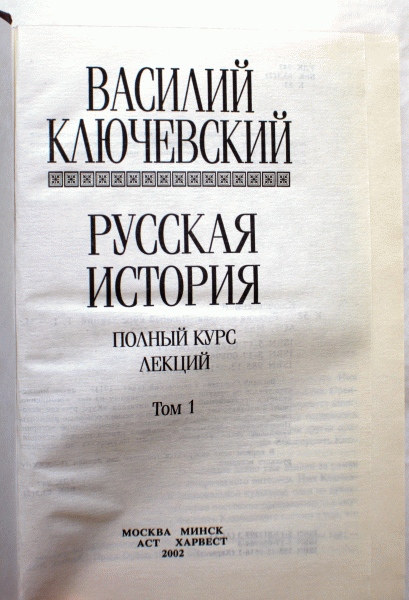 ВАСИЛИЙ
КЛЮЧЕВСКИЙ
РУССКАЯ
ИСТОРИЯ
ПОЛНЫЙ КУРС
ЛЕКЦИЙ
Том 1
МОСКВА МИНСК
АСТ ХАРВЕСТ
2002